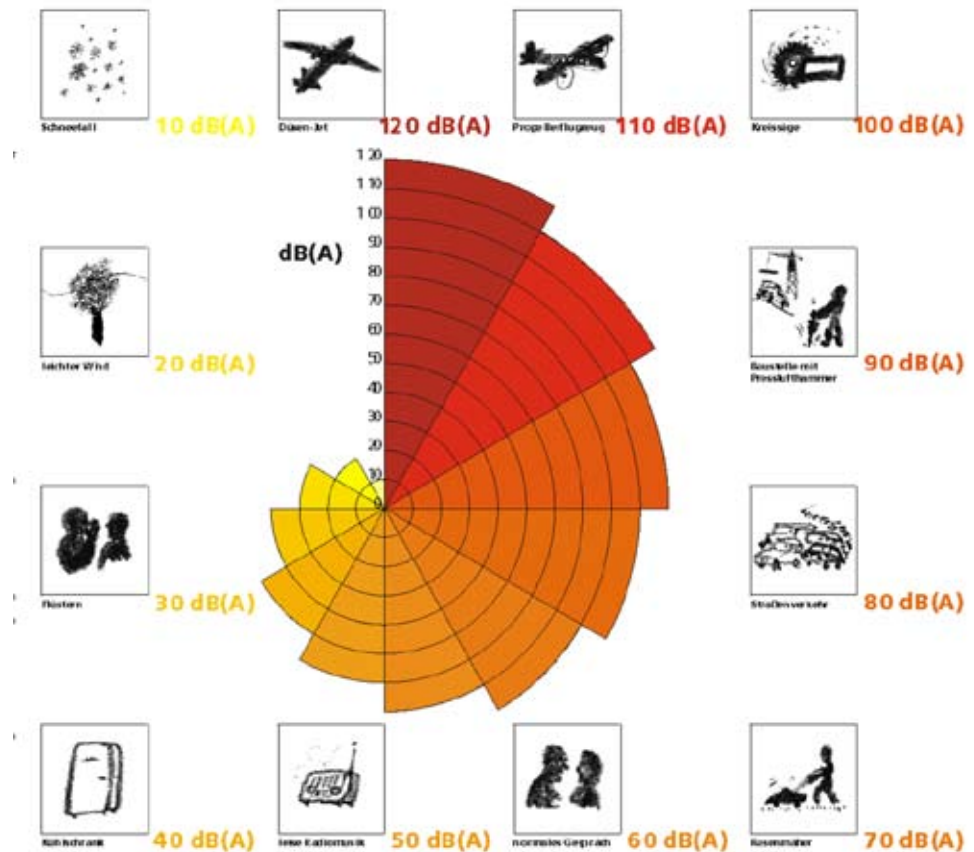 Schneefall 10 dB(A)
Düsen-Jet 120 dB(A)
Propellerflugzeug 110 dB(A)
Kreissäge 100 dB(A)
120
110
100
90
80
70
60
50
40
30
20
10
0
dB(A)
leichter Wind 20 dB(A)
Baustelle mit
Presslufthammer 90 dB(A)
Flüstern 30 dB(A)
Straßenverkehr 80 dB(A)
Kühlschrank 40 dB(A)
leise Radiomusik 50 dB(A)
normales Gespräch 60 dB(A)
Rasenmäher 70 dB(A)